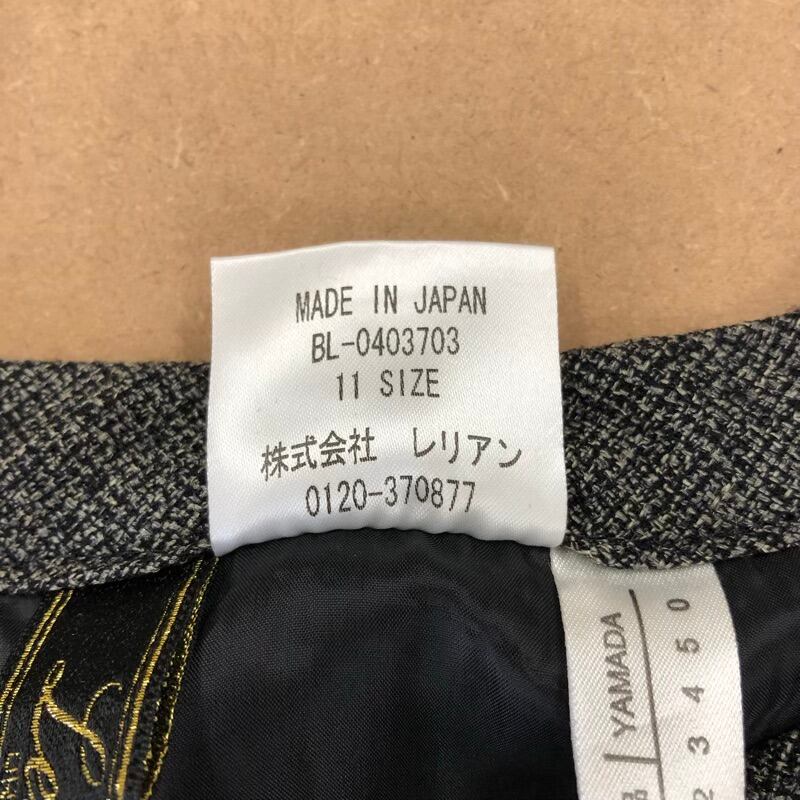 MADE IN JAPAN
BL-0403703
11 SIZE
株式会社 レリアン
0120-370877
YAMADA
2 3 4 5 0